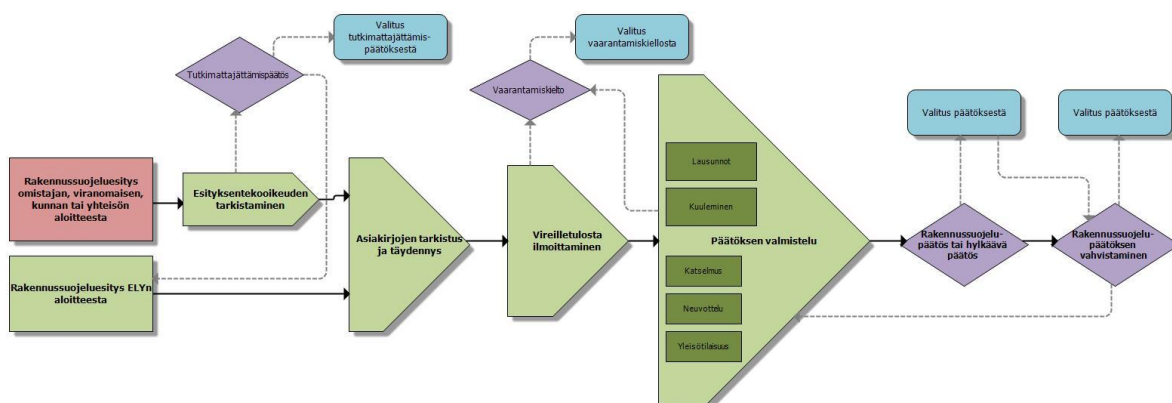 Valitus
tutkimattajättämis-
päätöksestä
Valitus
vaarantamiskiellosta
Tutkimattajättämispäätös
Vaarantamiskielto
Valitus päätöksestä
Valitus päätöksestä
Rakennussuojeluesitys
omistajan, viranomaisen,
kunnan tai yhteisön
aloitteesta
Esityksentekooikeuden
tarkistaminen
Asiakirjojen tarkistus
ja täydennys
Vireilletulosta
ilmoittaminen
Lausunnot
Kuuleminen
Päätöksen valmistelu
Katselmus
Neuvottelu
Yleisötilaisuus
Rakennussuojelu-
päätös tai hylkäävä
päätös
Rakennussuojelu-
päätöksen
vahvistaminen
Rakennussuojeluesitys ELYn
aloitteesta